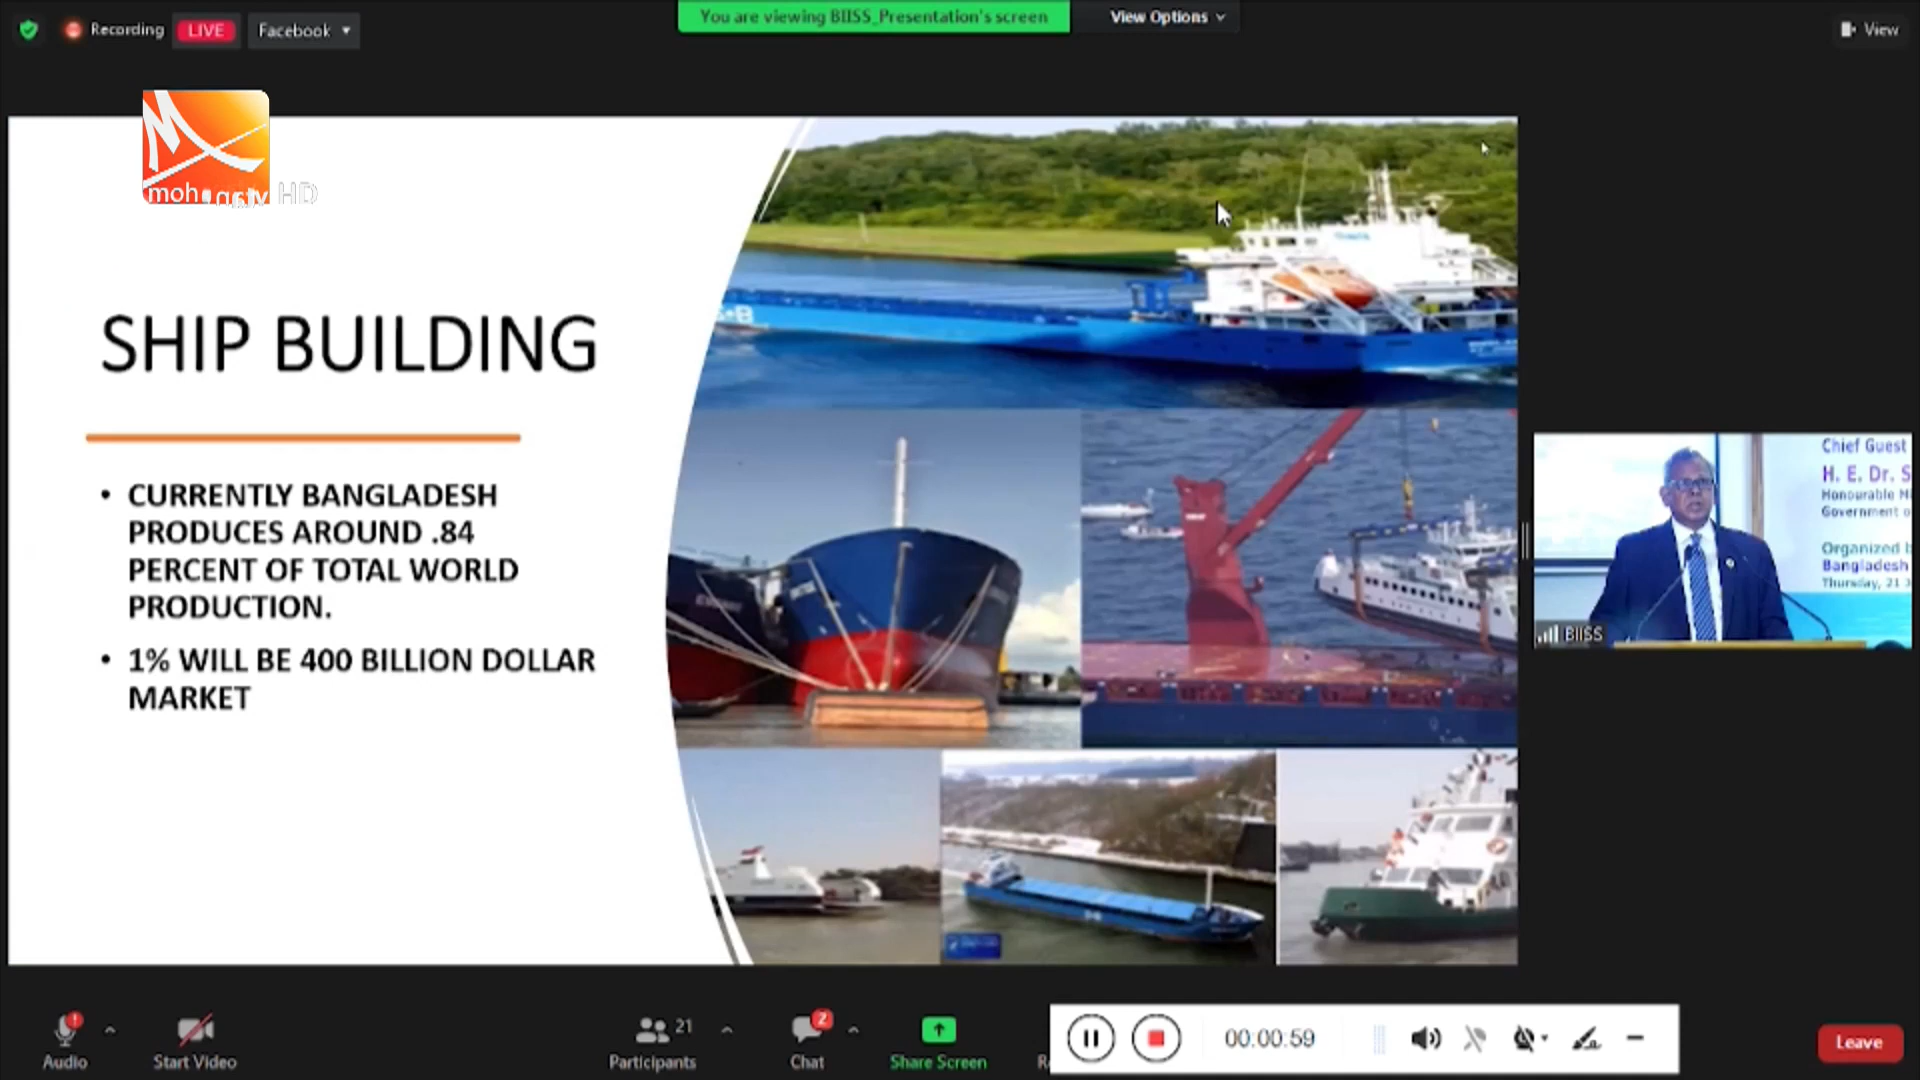 You are viewing BIISS_Presentation's screen
View Options
Recording
LIVE
Facebook
View
HD
SHIP BUILDING
• CURRENTLY BANGLADESH
PRODUCES AROUND .84
PERCENT OF TOTAL WORLD
PRODUCTION.
• 1% WILL BE 400 BILLION DOLLAR
MARKET
Chief Guest
H. E. Dr. S
Honourable Mi
Government o
Organized b
Bangladesh
Thursday, 21
BIISS
Audio
Start Video
21
Participants
2
Chat
Share Screen
00:00:59
Leave